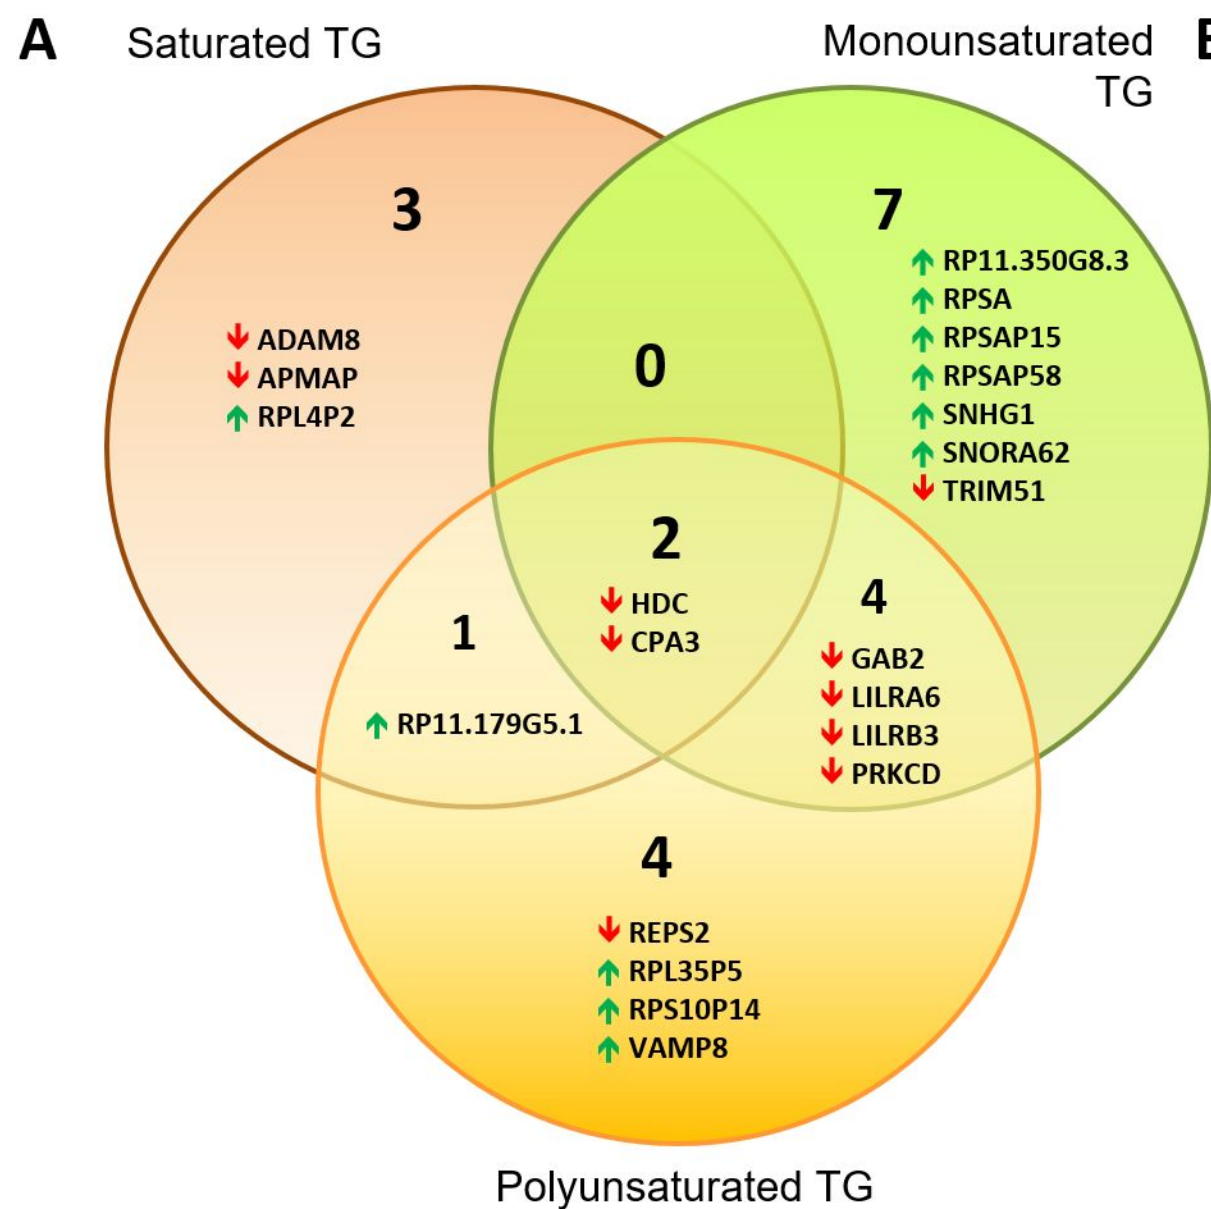 A
Saturated TG
Monounsaturated
TG
3
ADAM8
APMAP
RPL4P2
7
RP11.350G8.3
RPSA
RPSAP15
RPSAP58
SNHG1
SNORA62
TRIM51
0
2
HDC
CPA3
1
RP11.179G5.1
4
GAB2
LILRA6
LILRB3
PRKCD
4
REPS2
RPL35P5
RPS10P14
VAMP8
Polyunsaturated TG